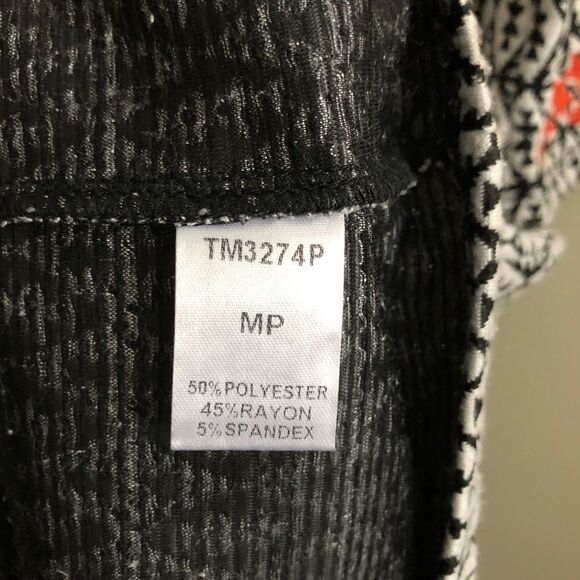 TM3274P
MP
50%POLYESTER
45%RAYON
5%SPANDEX